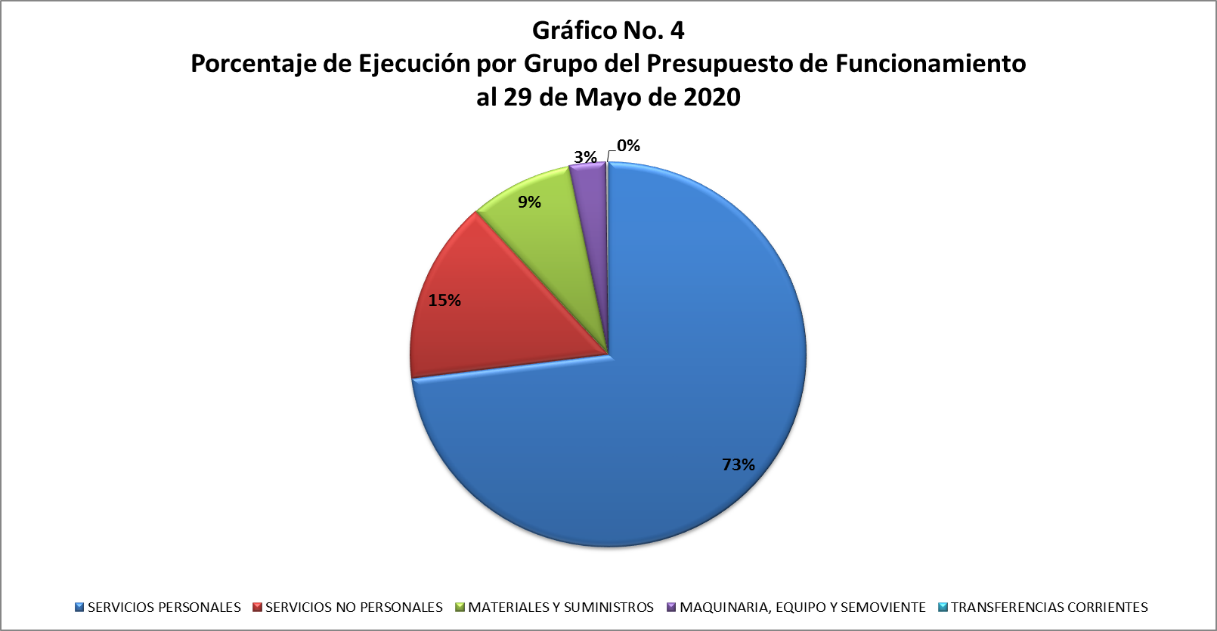 Gráfico No. 4
Porcentaje de Ejecución por Grupo del Presupuesto de Funcionamiento
al 29 de Mayo de 2020
0%
3%
9%
15%
73%
SERVICIOS PERSONALES SERVICIOS NO PERSONALES MATERIALES Y SUMINISTROS MAQUINARIA, EQUIPO Y SEMOVIENTE TRANSFERENCIAS CORRIENTES